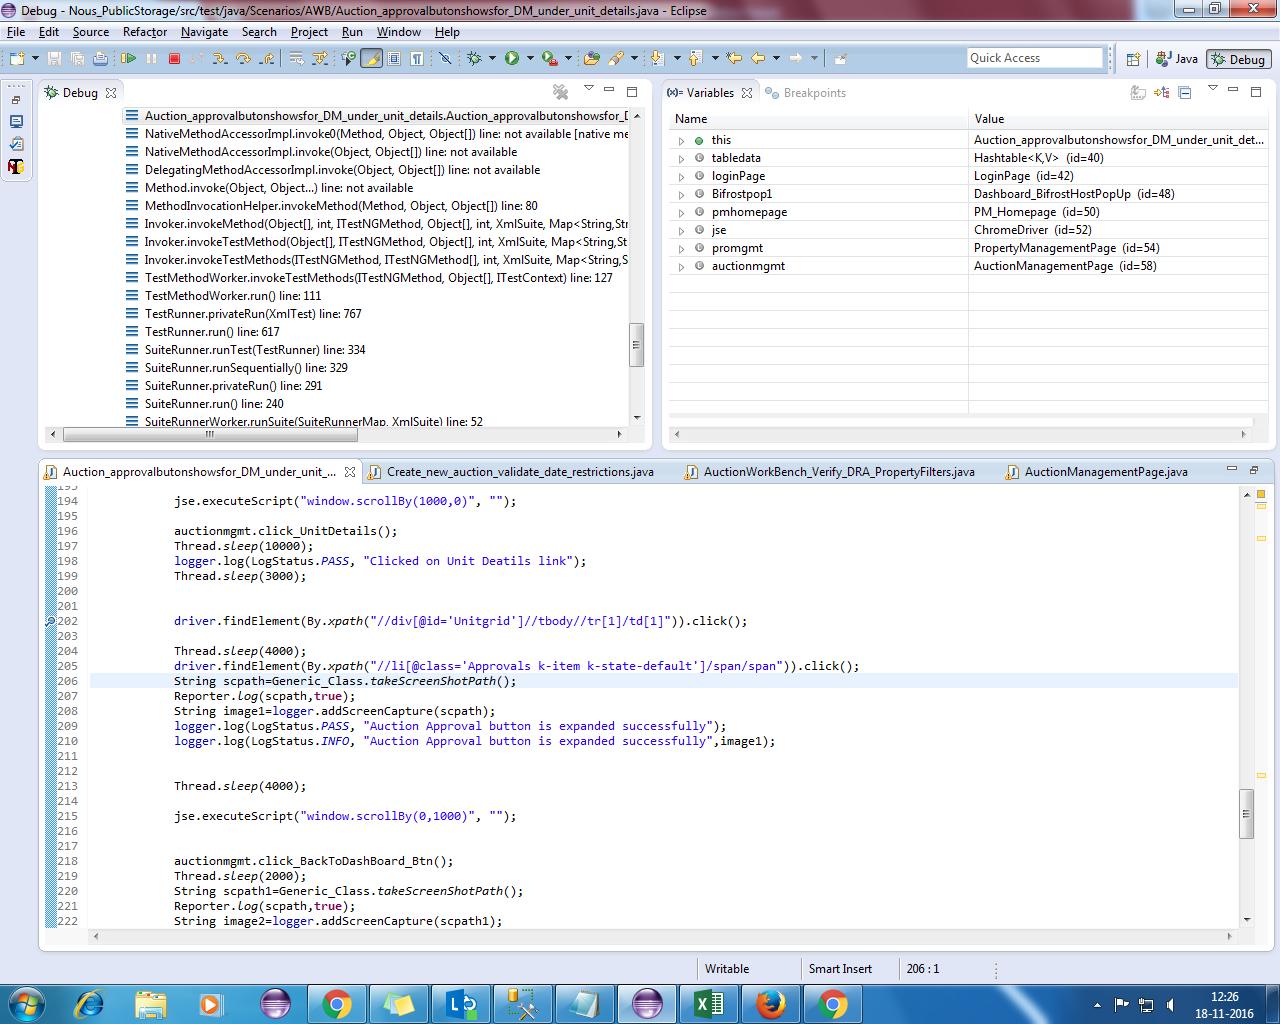 Debug - Nous_PublicStorage/src/test/java/Scenarios/AWB/Auction_approvalbutonshowsfor_DM_under_unit_details.java - Eclipse
File Edit Source Refactor Navigate Search Project Run Window Help
Quick Access Java Debug
Debug
Auction_approvalbutonshowsfor_DM_under_unit_details.Auction_approvalbutonshowsfor_D
NativeMethodAccessorImpl.invoke0(Method, Object, Object[]) line: not available [native me
NativeMethodAccessorImpl.invoke(Object, Object[]) line: not available
DelegatingMethodAccessorImpl.invoke(Object, Object[]) line: not available
Method.invoke(Object, Object...) line: not available
MethodInvocationHelper.invokeMethod(Method, Object, Object[]) line: 80
Invoker.invokeMethod(Object[], int, ITestNGMethod, Object[], int, XmlSuite, Map<String,Str
Invoker.invokeTestMethod(Object[], ITestNGMethod, Object[], int, XmlSuite, Map<String,St
Invoker.invokeTestMethods(ITestNGMethod, ITestNGMethod[], int, XmlSuite, Map<String,S
TestMethodWorker.invokeTestMethods(ITestNGMethod, Object[], ITestContext) line: 127
TestMethodWorker.run() line: 111
TestRunner.privateRun(XmlTest) line: 767
TestRunner.run() line: 617
SuiteRunner.runTest(TestRunner) line: 334
SuiteRunner.runSequentially() line: 329
SuiteRunner.privateRun() line: 291
SuiteRunner.run() line: 240
SuiteRunnerWorker.runSuite(SuiteRunnerMap, XmlSuite) line: 52
(x)= Variables Breakpoints
Name Value
this Auction_approvalbutonshowsfor_DM_under_unit_det...
tabledata Hashtable<K,V> (id=40)
loginPage LoginPage (id=42)
Bifrostpop1 Dashboard_BifrostHostPopUp (id=48)
pmhomepage PM_Homepage (id=50)
jse ChromeDriver (id=52)
promgmt PropertyManagementPage (id=54)
auctionmgmt AuctionManagementPage (id=58)
Auction_approvalbutonshowsfor_DM_under_unit_... Create_new_auction_validate_date_restrictions.java AuctionWorkBench_Verify_DRA_PropertyFilters.java AuctionManagementPage.java
193
194 jse.executeScript("window.scrollBy(1000,0)", "");
195
196 auctionmgmt.click_UnitDetails();
197 Thread.sleep(10000);
198 logger.log(LogStatus.PASS, "Clicked on Unit Deatils link");
199 Thread.sleep(3000);
200
201
202 driver.findElement(By.xpath("//div[@id='Unitgrid']//tbody//tr[1]/td[1]")).click();
203
204 Thread.sleep(4000);
205 driver.findElement(By.xpath("//li[@class='Approvals k-item k-state-default']/span/span")).click();
206 String scpath=Generic_Class.takeScreenShotPath();
207 Reporter.log(scpath,true);
208 String image1=logger.addScreenCapture(scpath);
209 logger.log(LogStatus.PASS, "Auction Approval button is expanded successfully");
210 logger.log(LogStatus.INFO, "Auction Approval button is expanded successfully",image1);
211
212
213 Thread.sleep(4000);
214
215 jse.executeScript("window.scrollBy(0,1000)", "");
216
217
218 auctionmgmt.click_BackToDashBoard_Btn();
219 Thread.sleep(2000);
220 String scpath1=Generic_Class.takeScreenShotPath();
221 Reporter.log(scpath,true);
222 String image2=logger.addScreenCapture(scpath1);
Writable Smart Insert 206 : 1
12:26
18-11-2016